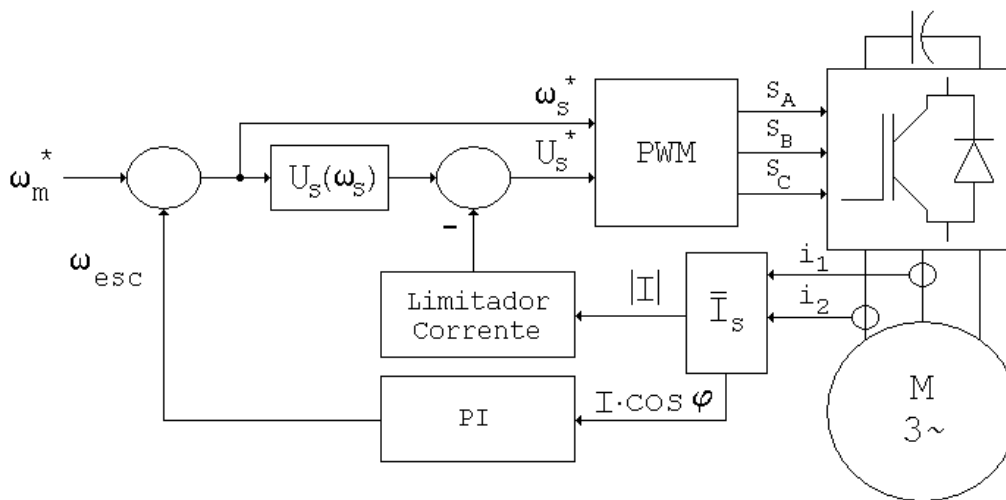 ω_m^*
U_s(ω_s)
-
ω_s^*
U_s^*
PWM
S_A
S_B
S_C
ω_esc
Limitador
Corrente
|I|
Ī_s
i_1
i_2
PI
I·cos φ
M
3~